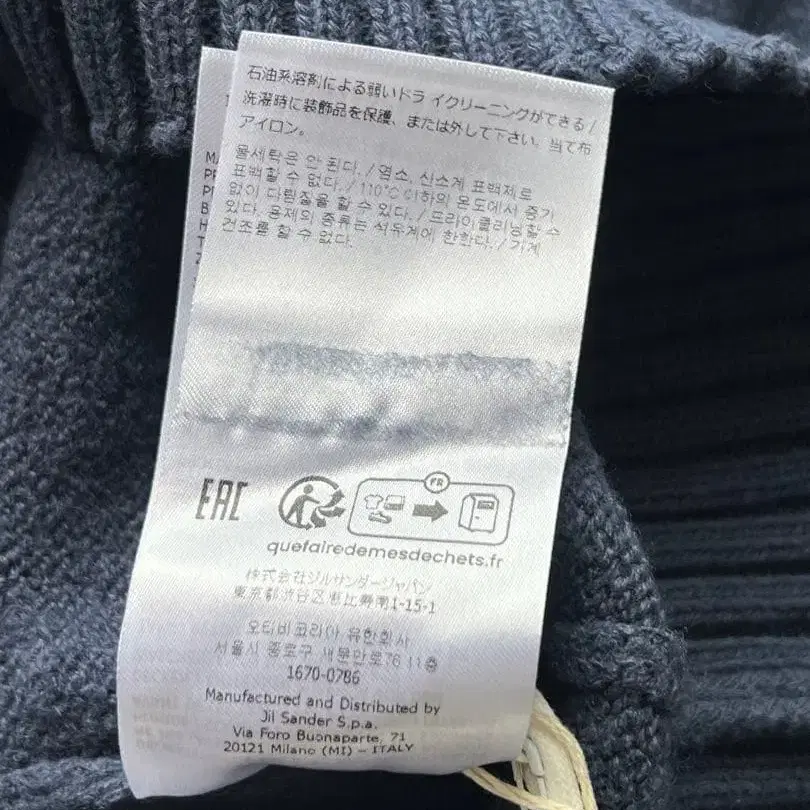 石油系溶剤による弱いドライクリーニングができる /
洗濯時に装飾品を保護、または外して下さい。当て布
アイロン。
물세탁은 안 된다. / 염소, 산소계 표백제로
표백할 수 없다. / 110°C 이하의 온도에서 증기
없이 다림질을 할 수 있다. / 드라이클리닝할 수
있다. 용제의 종류는 석유계에 한한다. / 기계
건조를 할 수 없다.
EAC
FR
quefairedemesdechets.fr
株式会社ジルサンダージャパン
東京都渋谷区恵比寿南1-15-1
오티비코리아 유한회사
서울시 종로구 새문안로76 11층
1670-0786
Manufactured and Distributed by
Jil Sander S.p.a.
Via Foro Buonaparte, 71
20121 Milano (MI) – ITALY